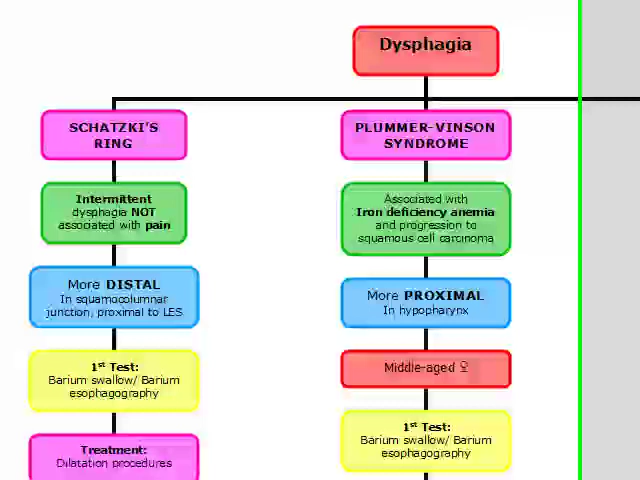 Dysphagia
SCHATZKI'S
RING
Intermittent
dysphagia NOT
associated with pain
More DISTAL
In squamocolumnar
junction, proximal to LES
1st Test:
Barium swallow/ Barium
esophagography
Treatment:
Dilatation procedures
PLUMMER-VINSON
SYNDROME
Associated with
Iron deficiency anemia
and progression to
squamous cell carcinoma
More PROXIMAL
In hypopharynx
Middle-aged ♀
1st Test:
Barium swallow/ Barium
esophagography